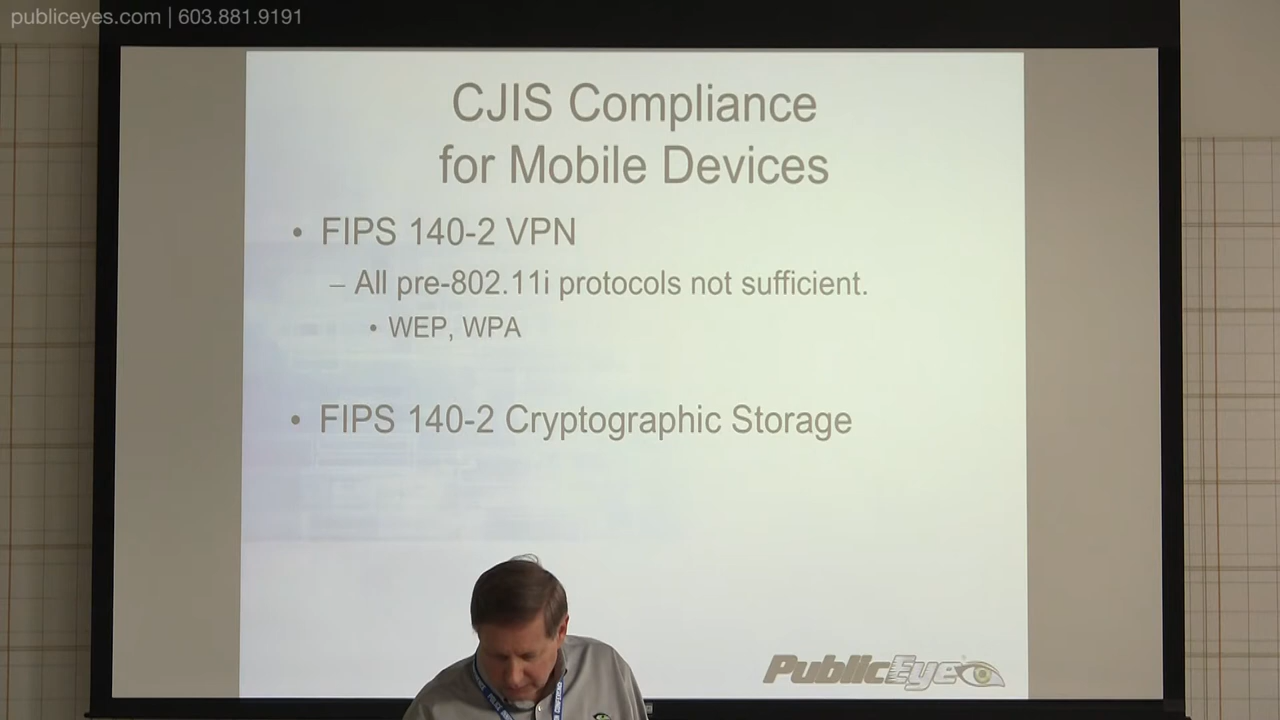 publiceyes.com | 603.881.9191
CJIS Compliance
for Mobile Devices
• FIPS 140-2 VPN
– All pre-802.11i protocols not sufficient.
• WEP, WPA
• FIPS 140-2 Cryptographic Storage
PublicEye